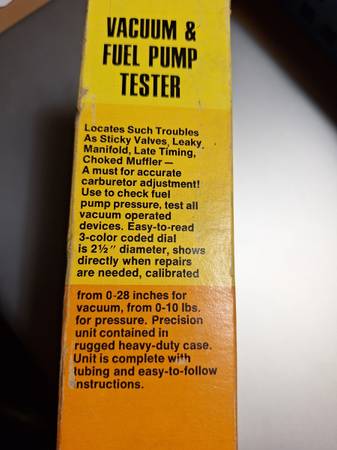 VACUUM &
FUEL PUMP
TESTER
Locates Such Troubles
As Sticky Valves, Leaky
Manifold, Late Timing,
Choked Muffler —
A must for accurate
carburetor adjustment!
Use to check fuel
pump pressure, test all
vacuum operated
devices. Easy-to-read
3-color coded dial
is 2½" diameter, shows
directly when repairs
are needed, calibrated
from 0-28 inches for
vacuum, from 0-10 lbs.
for pressure. Precision
unit contained in
rugged heavy-duty case.
Unit is complete with
tubing and easy-to-follow
instructions.